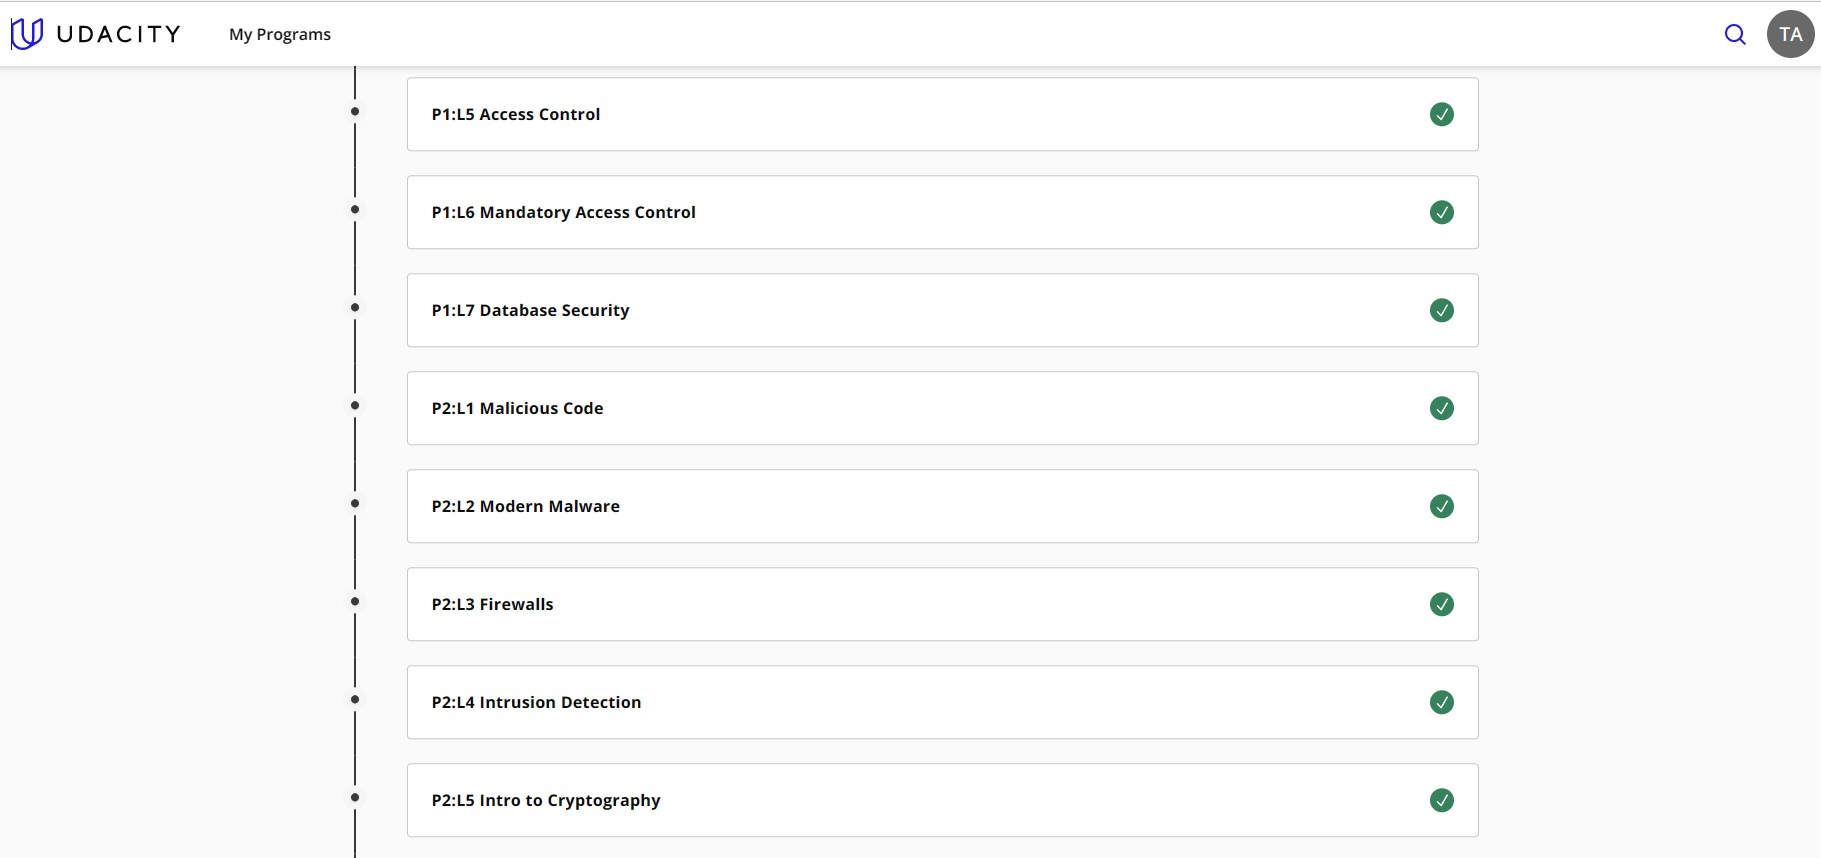 UDACITY
My Programs
TA
P1:L5 Access Control
P1:L6 Mandatory Access Control
P1:L7 Database Security
P2:L1 Malicious Code
P2:L2 Modern Malware
P2:L3 Firewalls
P2:L4 Intrusion Detection
P2:L5 Intro to Cryptography